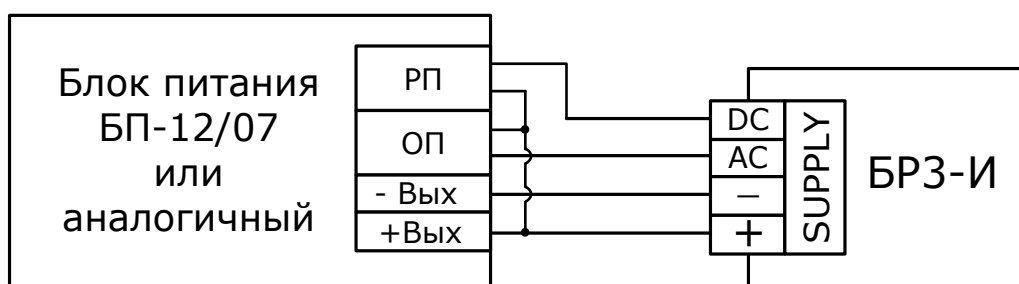 Блок питания
БП-12/07
или
аналогичный
РП
ОП
- Вых
+Вых
DC
AC
–
+
SUPPLY
БРЗ-И